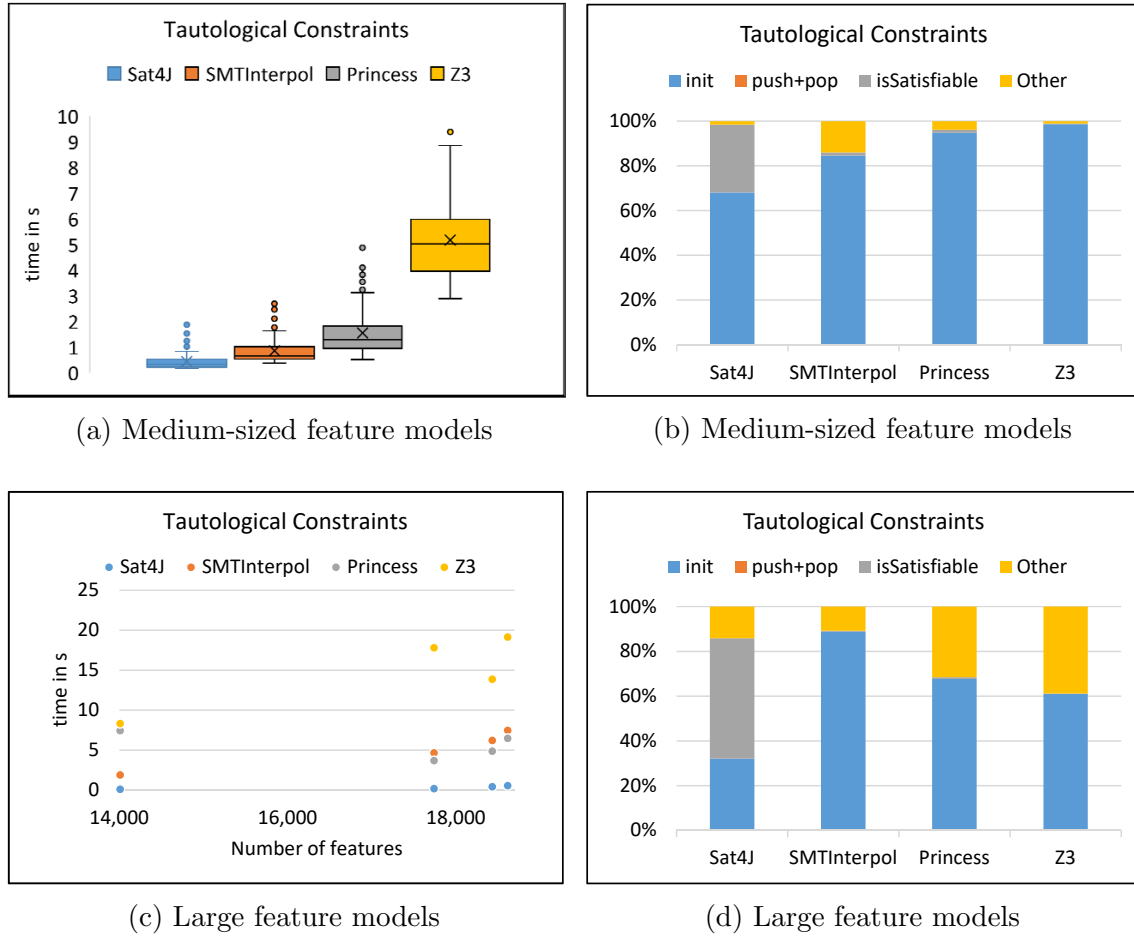 Tautological Constraints
Sat4J SMTInterpol Princess Z3
10
9
8
7
6
5
4
3
2
1
0
time in s
(a) Medium-sized feature models
Tautological Constraints
init push+pop isSatisfiable Other
100%
80%
60%
40%
20%
0%
Sat4J SMTInterpol Princess Z3
(b) Medium-sized feature models
Tautological Constraints
Sat4J SMTInterpol Princess Z3
25
20
15
10
5
0
time in s
14,000 16,000 18,000
Number of features
(c) Large feature models
Tautological Constraints
init push+pop isSatisfiable Other
100%
80%
60%
40%
20%
0%
Sat4J SMTInterpol Princess Z3
(d) Large feature models